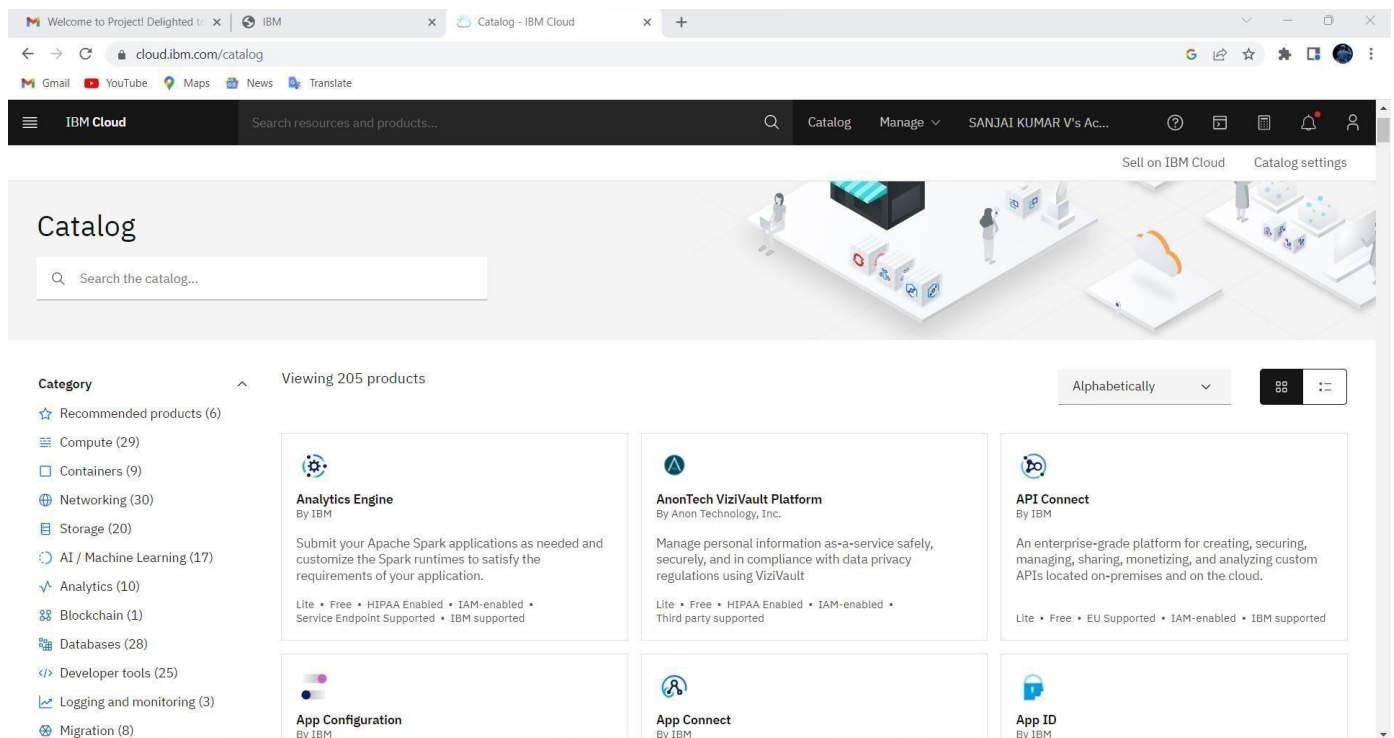 Welcome to Project! Delighted to
IBM
Catalog - IBM Cloud
cloud.ibm.com/catalog
Gmail YouTube Maps News Translate
IBM Cloud Search resources and products... Catalog Manage SANJAI KUMAR V's Ac...
Sell on IBM Cloud Catalog settings
Catalog
Search the catalog...
Category
Recommended products (6)
Compute (29)
Containers (9)
Networking (30)
Storage (20)
AI / Machine Learning (17)
Analytics (10)
Blockchain (1)
Databases (28)
Developer tools (25)
Logging and monitoring (3)
Migration (8)
Viewing 205 products
Alphabetically
Analytics Engine
By IBM
Submit your Apache Spark applications as needed and
customize the Spark runtimes to satisfy the
requirements of your application.
Lite • Free • HIPAA Enabled • IAM-enabled •
Service Endpoint Supported • IBM supported
AnonTech ViziVault Platform
By Anon Technology, Inc.
Manage personal information as-a-service safely,
securely, and in compliance with data privacy
regulations using ViziVault
Lite • Free • HIPAA Enabled • IAM-enabled •
Third party supported
API Connect
By IBM
An enterprise-grade platform for creating, securing,
managing, sharing, monetizing, and analyzing custom
APIs located on-premises and on the cloud.
Lite • Free • EU Supported • IAM-enabled • IBM supported
App Configuration
By IBM
App Connect
By IBM
App ID
By IBM